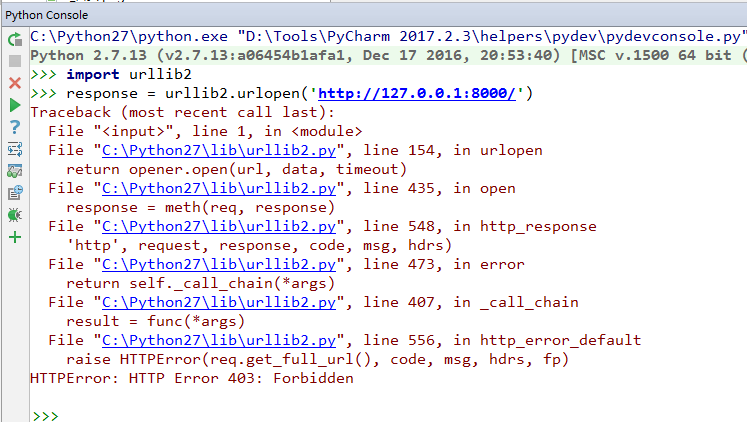 Python Console
C:\Python27\python.exe "D:\Tools\PyCharm 2017.2.3\helpers\pydev\pydevconsole.py"
Python 2.7.13 (v2.7.13:a06454b1afa1, Dec 17 2016, 20:53:40) [MSC v.1500 64 bit (
>>> import urllib2
>>> response = urllib2.urlopen('http://127.0.0.1:8000/')
Traceback (most recent call last):
  File "<input>", line 1, in <module>
  File "C:\Python27\lib\urllib2.py", line 154, in urlopen
    return opener.open(url, data, timeout)
  File "C:\Python27\lib\urllib2.py", line 435, in open
    response = meth(req, response)
  File "C:\Python27\lib\urllib2.py", line 548, in http_response
    'http', request, response, code, msg, hdrs)
  File "C:\Python27\lib\urllib2.py", line 473, in error
    return self._call_chain(*args)
  File "C:\Python27\lib\urllib2.py", line 407, in _call_chain
    result = func(*args)
  File "C:\Python27\lib\urllib2.py", line 556, in http_error_default
    raise HTTPError(req.get_full_url(), code, msg, hdrs, fp)
HTTPError: HTTP Error 403: Forbidden
>>>